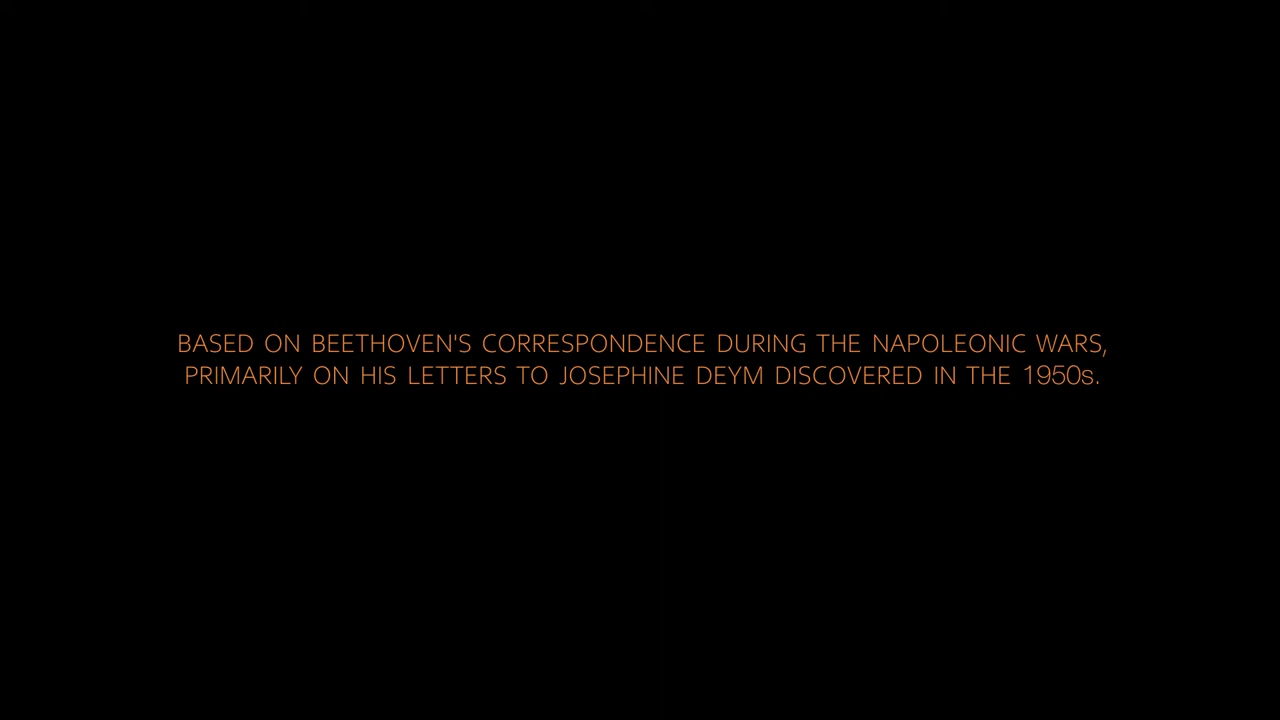 BASED ON BEETHOVEN'S CORRESPONDENCE DURING THE NAPOLEONIC WARS,
PRIMARILY ON HIS LETTERS TO JOSEPHINE DEYM DISCOVERED IN THE 1950s.